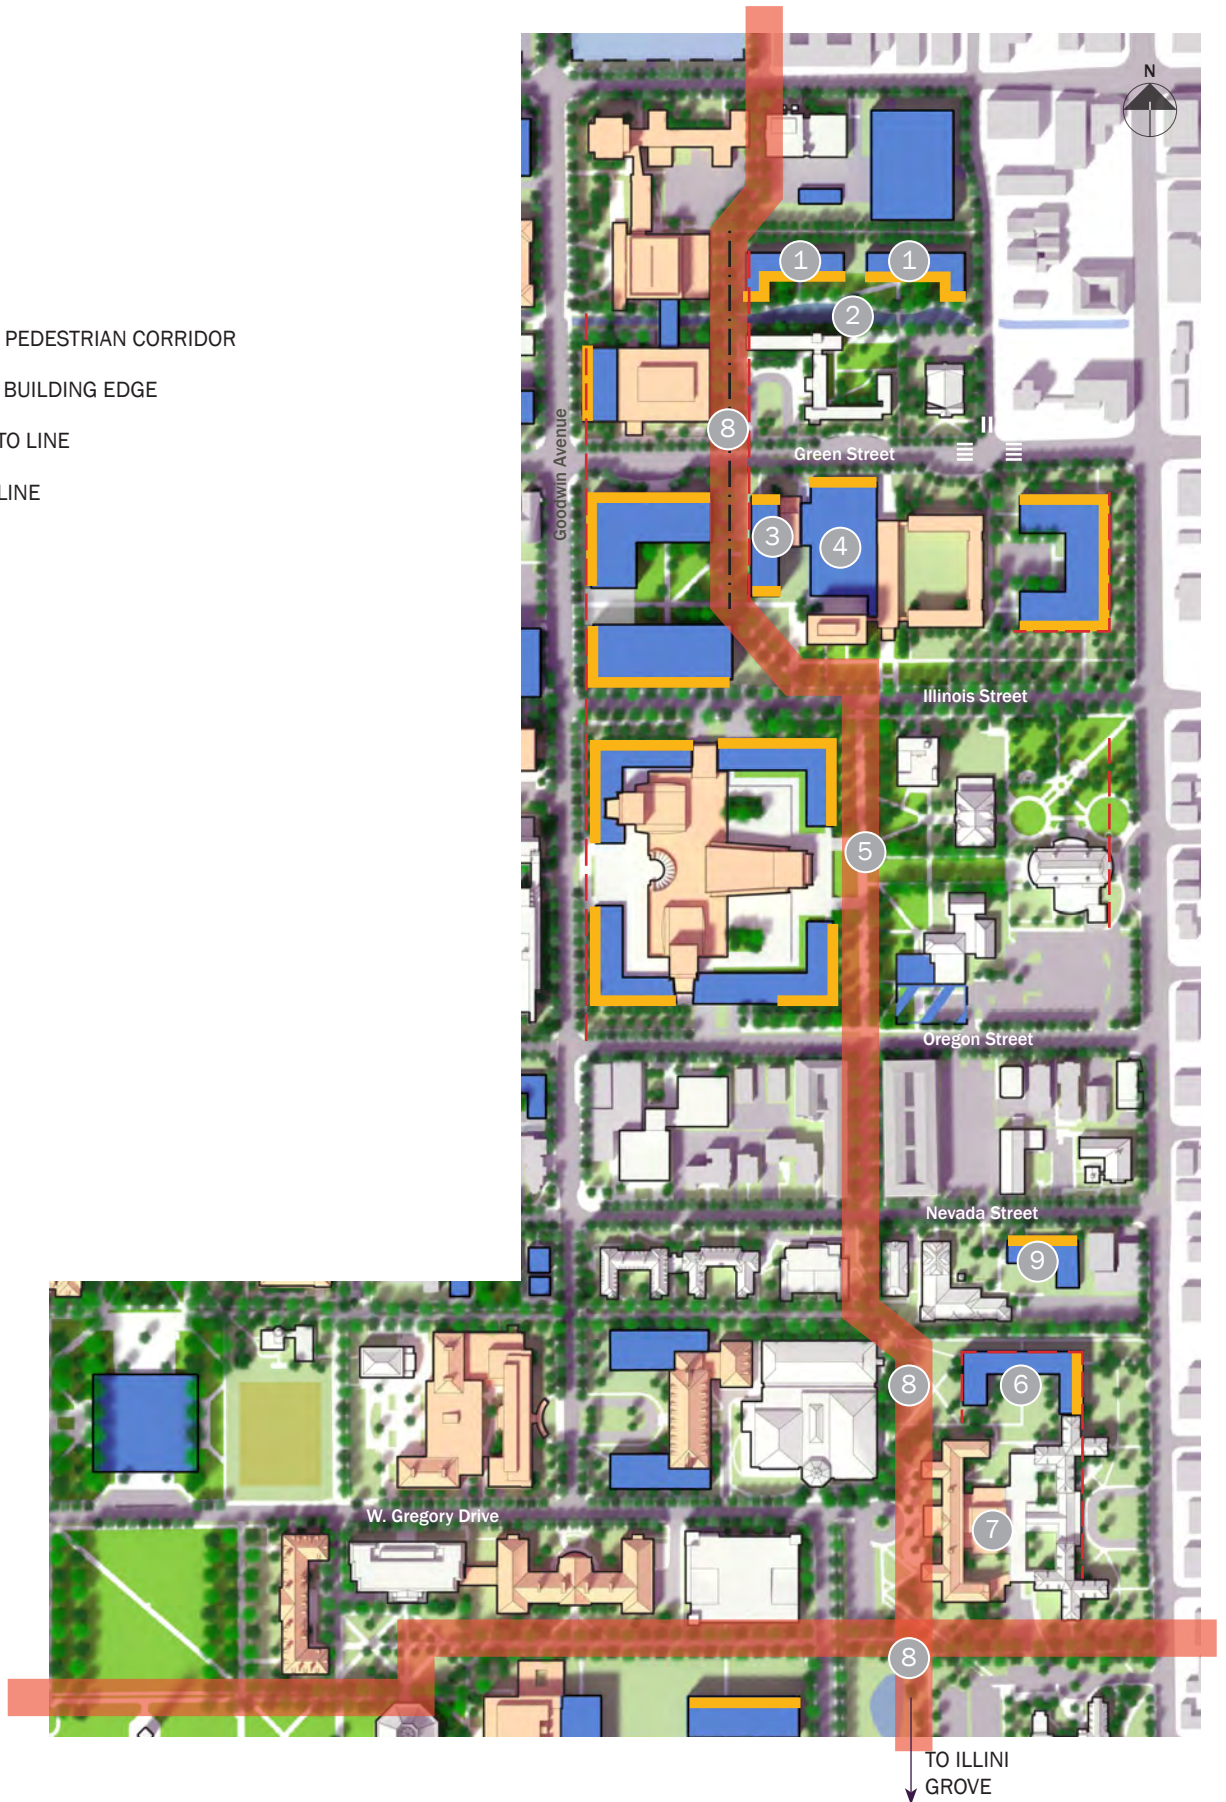 N
1
1
PEDESTRIAN CORRIDOR
2
BUILDING EDGE
8
TO LINE
Goodwin Avenue
Green Street
LINE
3
4
Illinois Street
5
Oregon Street
Nevada Street
9
8
6
W. Gregory Drive
7
8
TO ILLINI
GROVE